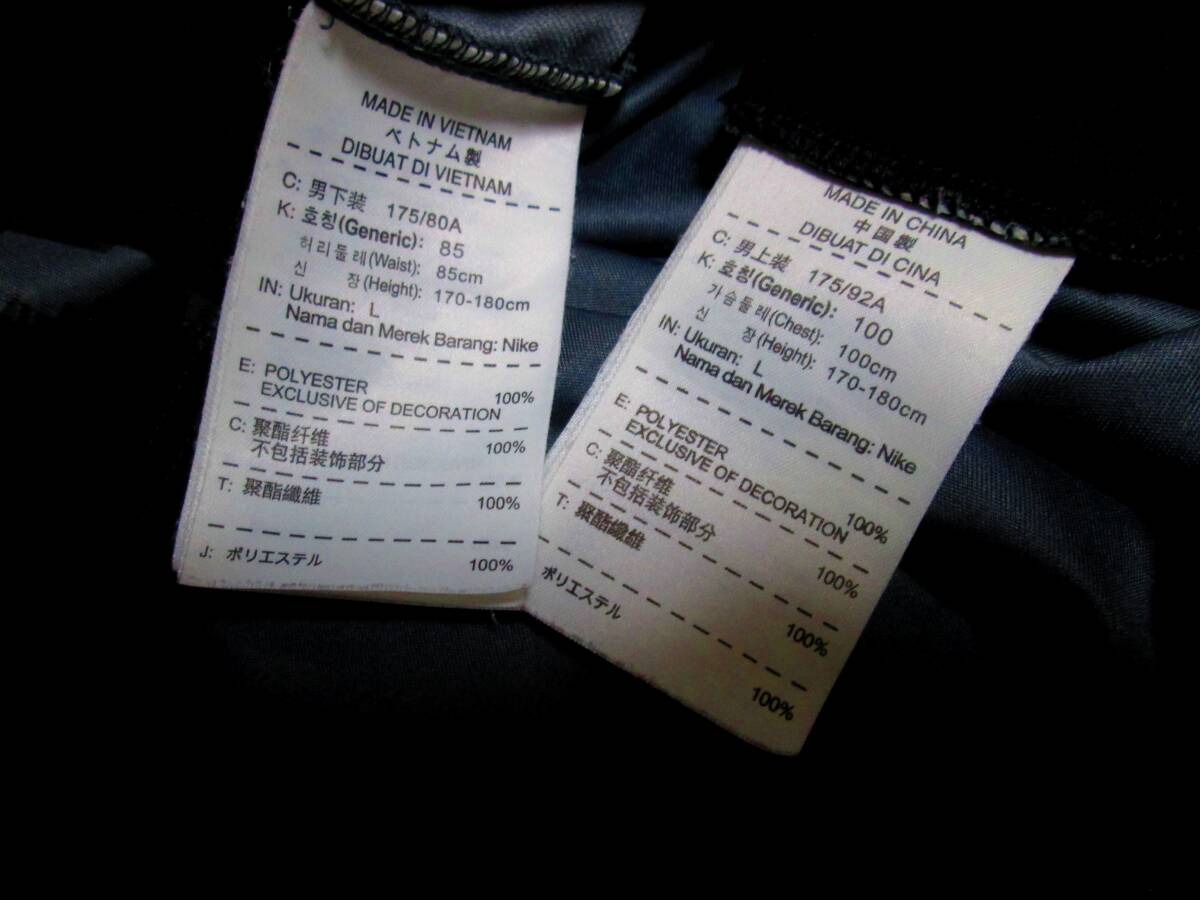 MADE IN VIETNAM
ベトナム製
DIBUAT DI VIETNAM
C: 男下装 175/80A
K: 호칭(Generic): 85
허리둘레(Waist): 85cm
신 장(Height): 170-180cm
IN: Ukuran: L
Nama dan Merek Barang: Nike
E: POLYESTER 100%
EXCLUSIVE OF DECORATION
C: 聚酯纤维 100%
不包括装饰部分
T: 聚酯纖維 100%
J: ポリエステル 100%
MADE IN CHINA
中国製
DIBUAT DI CINA
C: 男上装 175/92A
K: 호칭(Generic): 100
가슴둘레(Chest): 100cm
신 장(Height): 170-180cm
IN: Ukuran: L
Nama dan Merek Barang: Nike
E: POLYESTER 100%
EXCLUSIVE OF DECORATION
C: 聚酯纤维 100%
不包括装饰部分
T: 聚酯纖維 100%
ポリエステル 100%